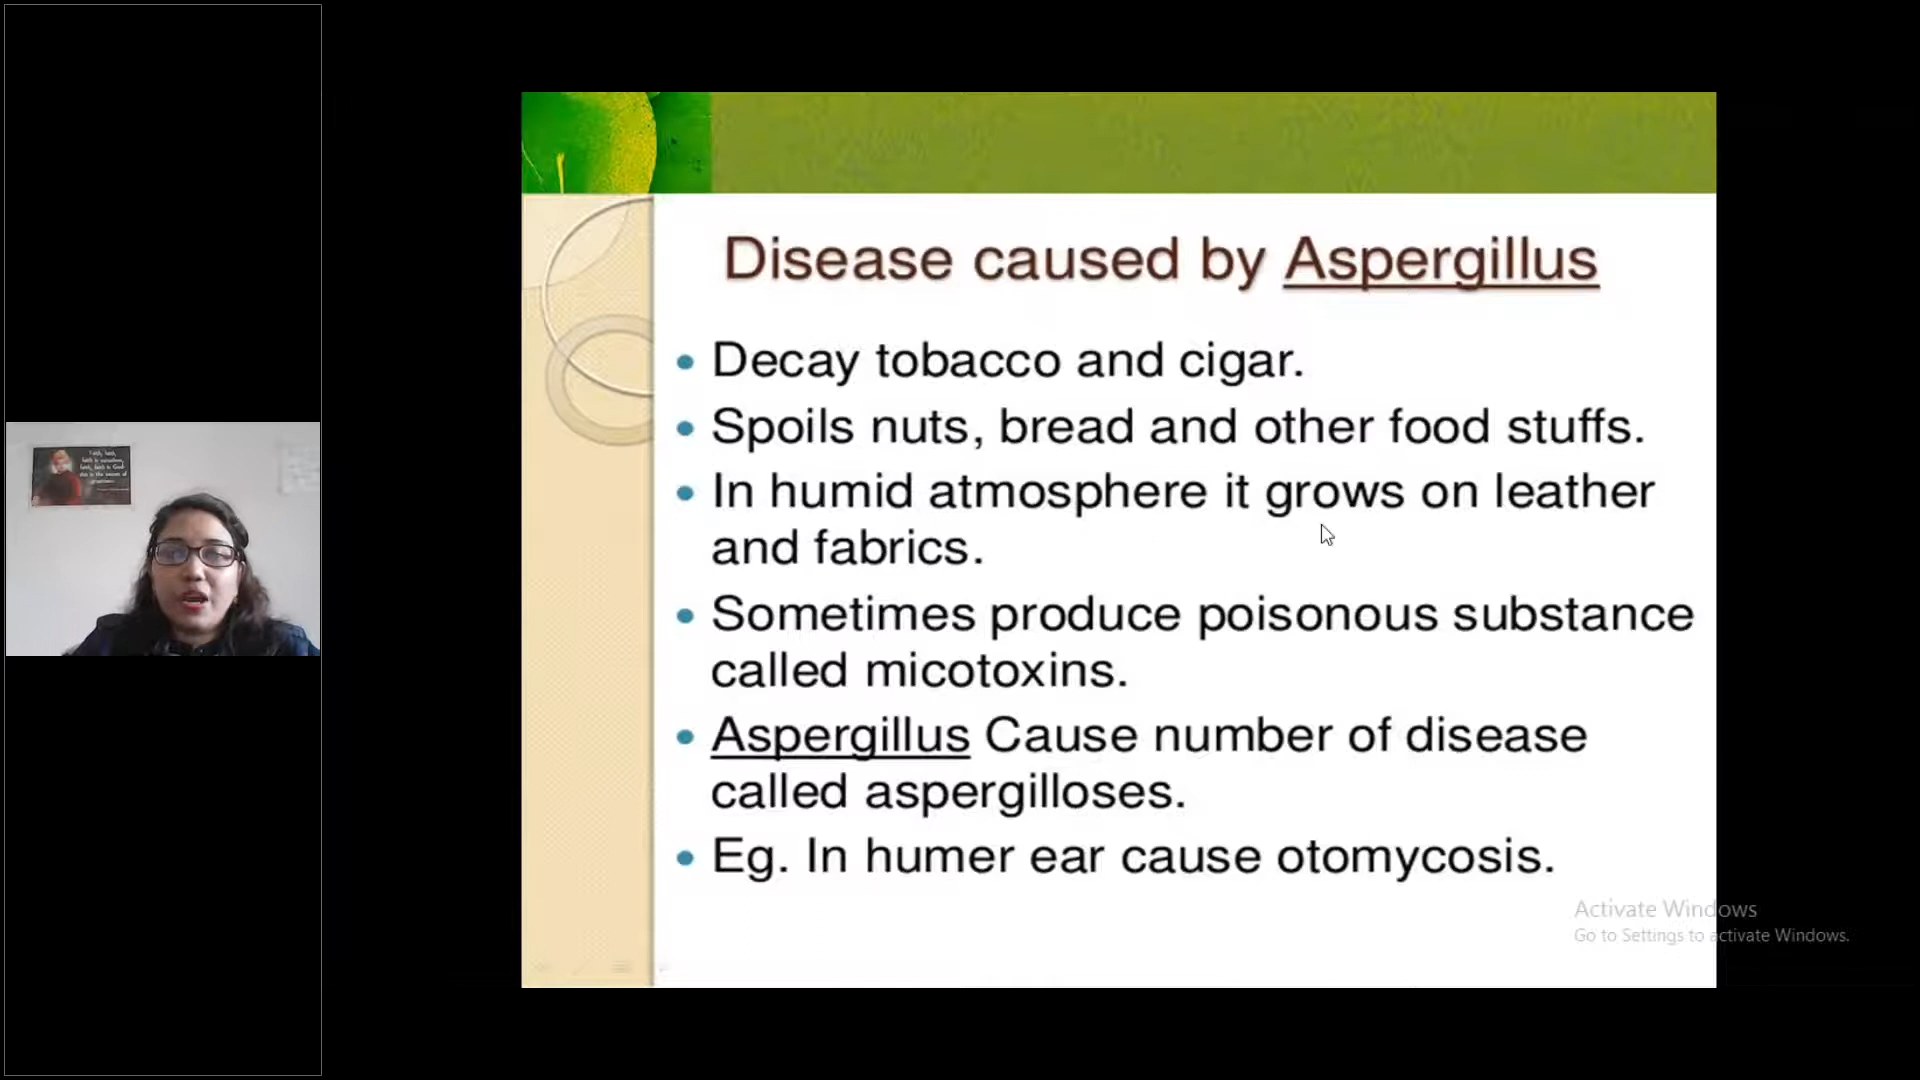 Disease caused by Aspergillus
Decay tobacco and cigar.
Spoils nuts, bread and other food stuffs.
In humid atmosphere it grows on leather
and fabrics.
Sometimes produce poisonous substance
called micotoxins.
Aspergillus Cause number of disease
called aspergilloses.
Eg. In humer ear cause otomycosis.
Activate Windows
Go to Settings to activate Windows.